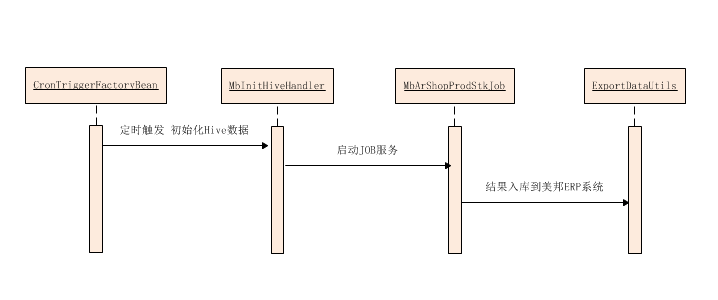 CronTriggerFactoryBean
MbInitHiveHandler
MbArShopProdStkJob
ExportDataUtils
定时触发 初始化Hive数据
启动JOB服务
结果入库到美邦ERP系统